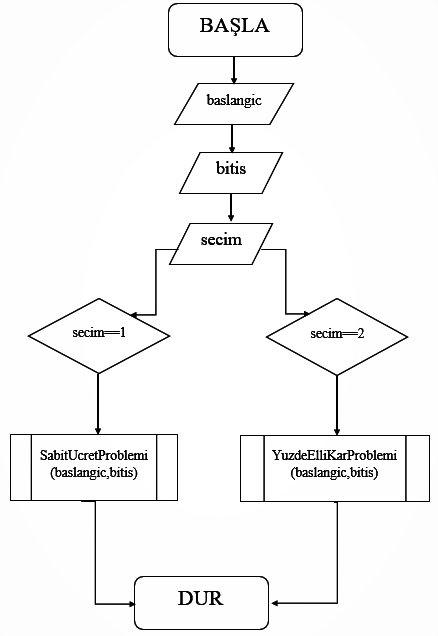 BAŞLA
baslangic
bitis
secim
secim==1
secim==2
SabitUcretProblemi
(baslangic,bitis)
YuzdeElliKarProblemi
(baslangic,bitis)
DUR